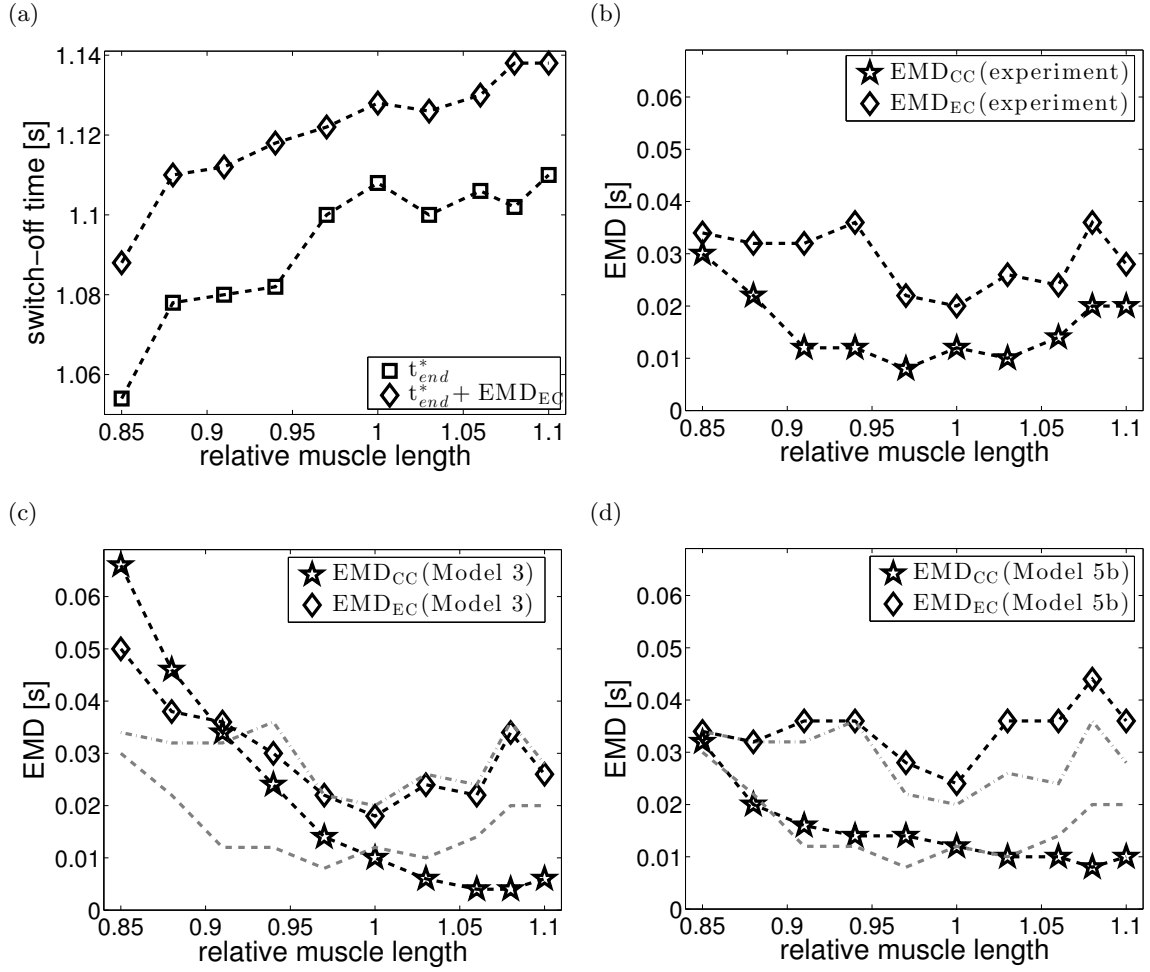 (a)
switch-off time [s]
1.14
1.12
1.1
1.08
1.06
t*end
t*end + EMDEC
0.85 0.9 0.95 1 1.05 1.1
relative muscle length
(b)
EMD [s]
0.06
0.05
0.04
0.03
0.02
0.01
0
EMDCC(experiment)
EMDEC(experiment)
0.85 0.9 0.95 1 1.05 1.1
relative muscle length
(c)
EMD [s]
0.06
0.05
0.04
0.03
0.02
0.01
0
EMDCC(Model 3)
EMDEC(Model 3)
0.85 0.9 0.95 1 1.05 1.1
relative muscle length
(d)
EMD [s]
0.06
0.05
0.04
0.03
0.02
0.01
0
EMDCC(Model 5b)
EMDEC(Model 5b)
0.85 0.9 0.95 1 1.05 1.1
relative muscle length